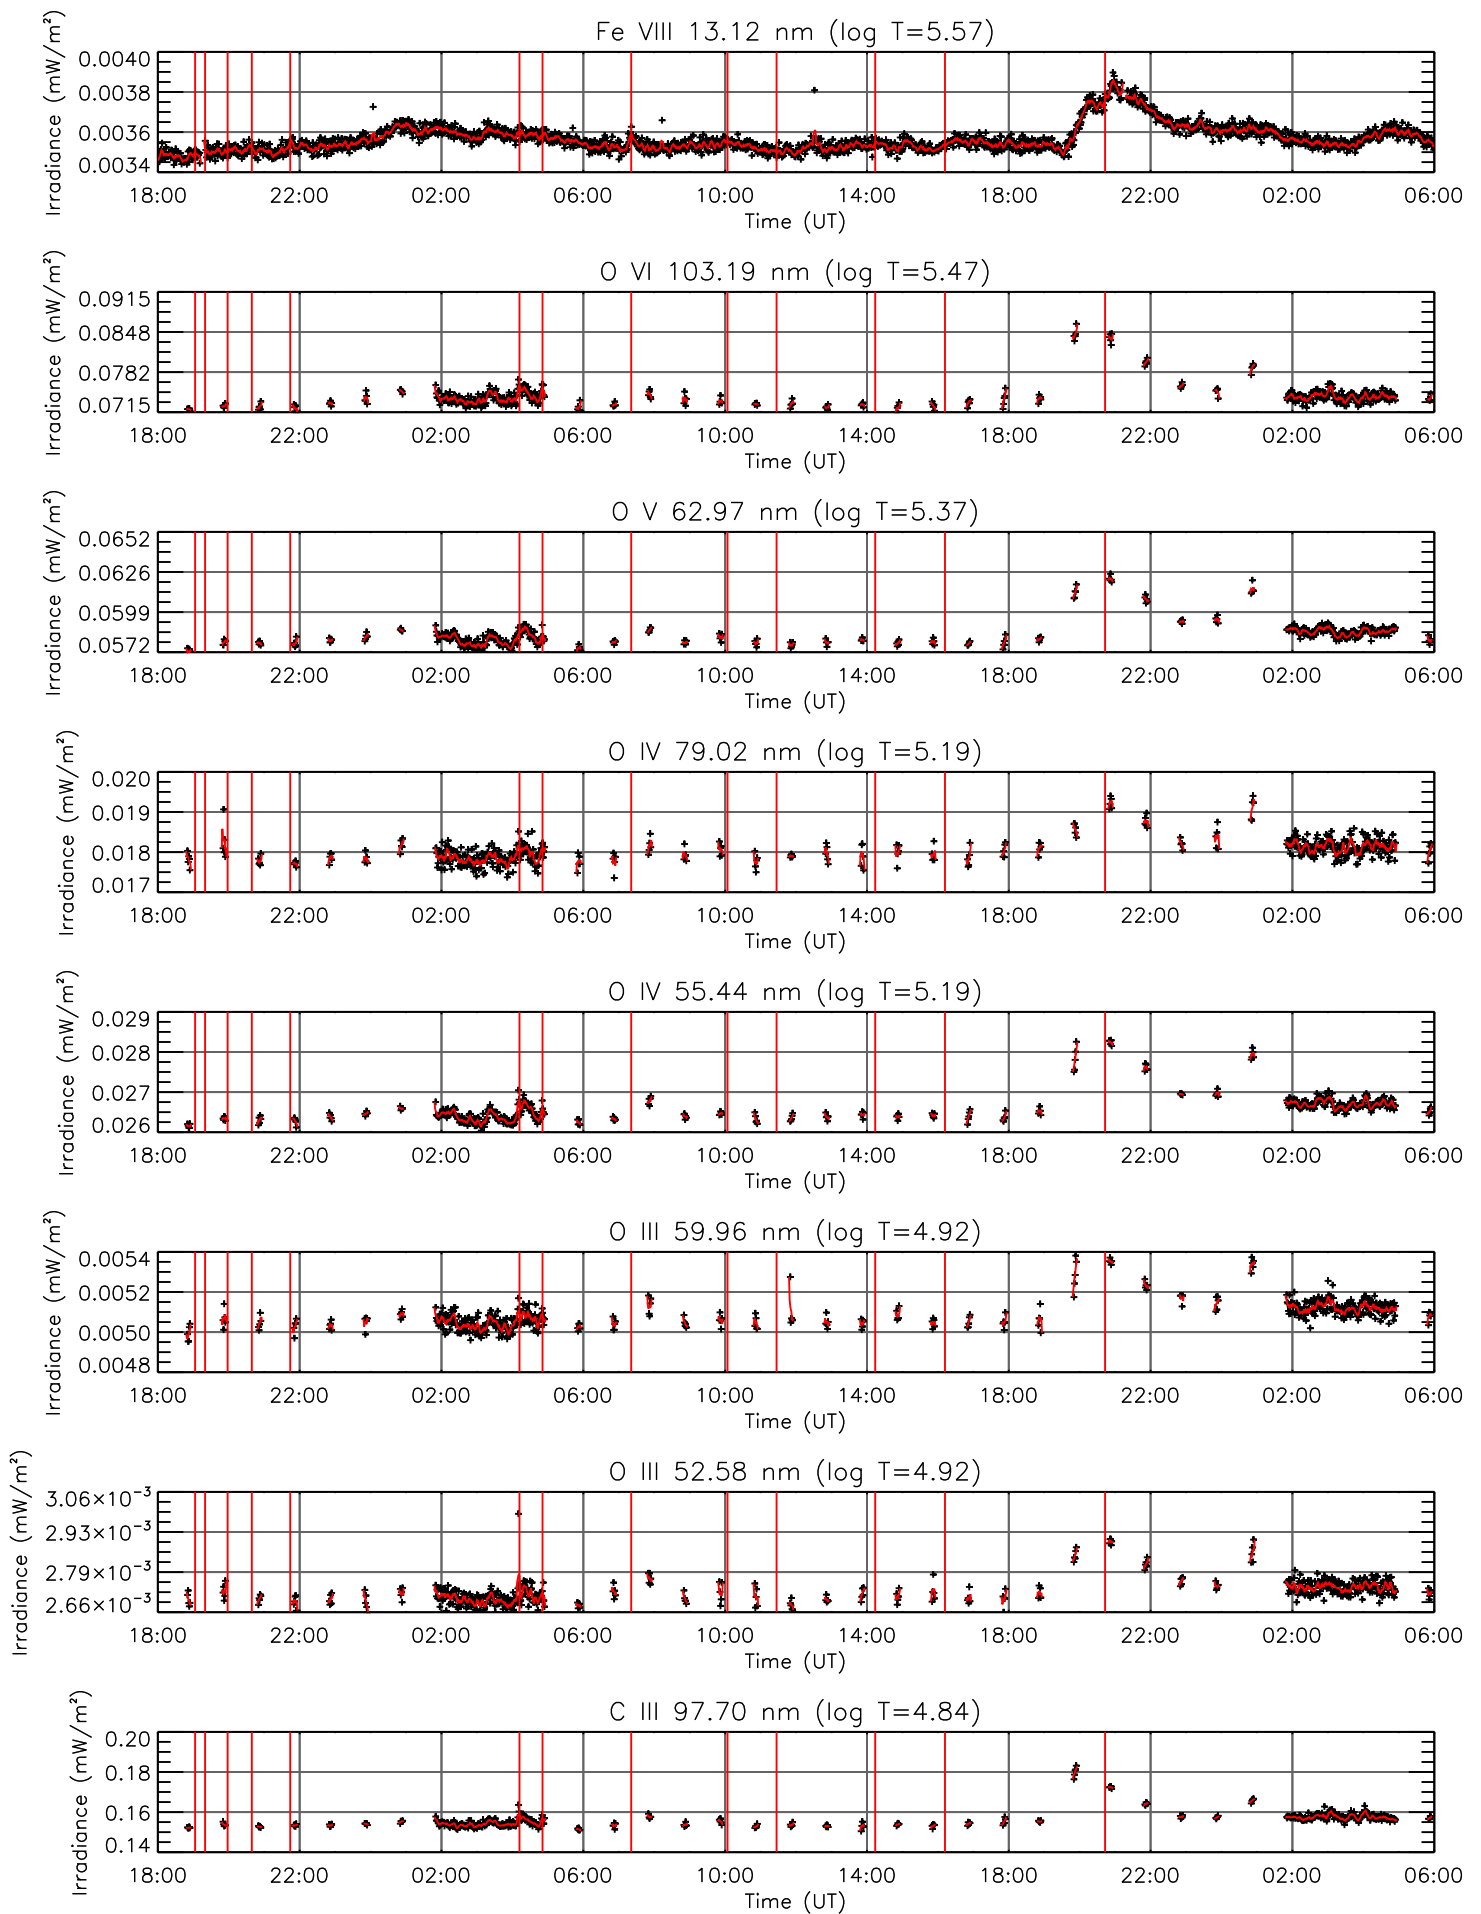 Fe VIII 13.12 nm (log T=5.57)
Irradiance (mW/m²)
0.0040
0.0038
0.0036
0.0034
18:00 22:00 02:00 06:00 10:00 14:00 18:00 22:00 02:00 06:00
Time (UT)
O VI 103.19 nm (log T=5.47)
Irradiance (mW/m²)
0.0915
0.0848
0.0782
0.0715
18:00 22:00 02:00 06:00 10:00 14:00 18:00 22:00 02:00 06:00
Time (UT)
O V 62.97 nm (log T=5.37)
Irradiance (mW/m²)
0.0652
0.0626
0.0599
0.0572
18:00 22:00 02:00 06:00 10:00 14:00 18:00 22:00 02:00 06:00
Time (UT)
O IV 79.02 nm (log T=5.19)
Irradiance (mW/m²)
0.020
0.019
0.018
0.017
18:00 22:00 02:00 06:00 10:00 14:00 18:00 22:00 02:00 06:00
Time (UT)
O IV 55.44 nm (log T=5.19)
Irradiance (mW/m²)
0.029
0.028
0.027
0.026
18:00 22:00 02:00 06:00 10:00 14:00 18:00 22:00 02:00 06:00
Time (UT)
O III 59.96 nm (log T=4.92)
Irradiance (mW/m²)
0.0054
0.0052
0.0050
0.0048
18:00 22:00 02:00 06:00 10:00 14:00 18:00 22:00 02:00 06:00
Time (UT)
O III 52.58 nm (log T=4.92)
Irradiance (mW/m²)
3.06×10⁻³
2.93×10⁻³
2.79×10⁻³
2.66×10⁻³
18:00 22:00 02:00 06:00 10:00 14:00 18:00 22:00 02:00 06:00
Time (UT)
C III 97.70 nm (log T=4.84)
Irradiance (mW/m²)
0.20
0.18
0.16
0.14
18:00 22:00 02:00 06:00 10:00 14:00 18:00 22:00 02:00 06:00
Time (UT)